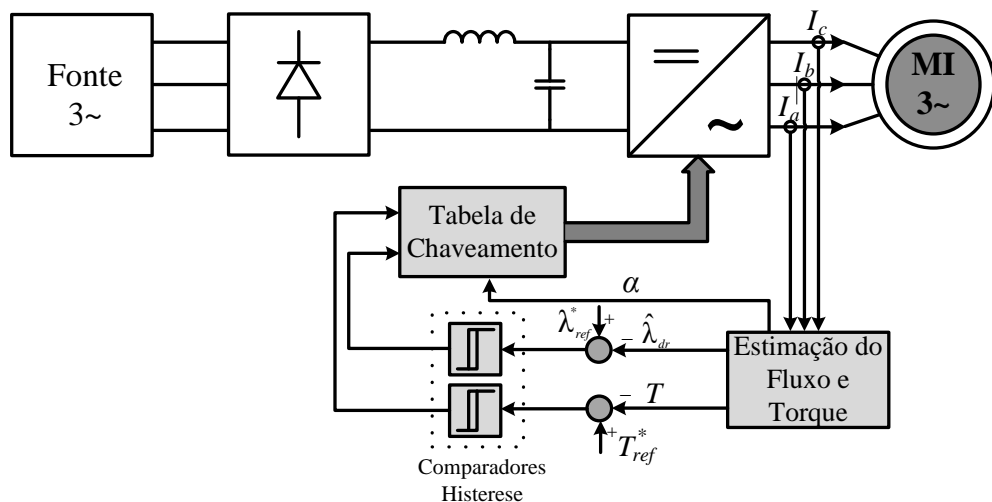 Fonte
3~
=
~
I_c
I_b
I_a
MI
3~
Tabela de
Chaveamento
α
λ*_ref
+
−
λ̂_dr
Estimação do
Fluxo e
Torque
−
T
+
T*_ref
Comparadores
Histerese